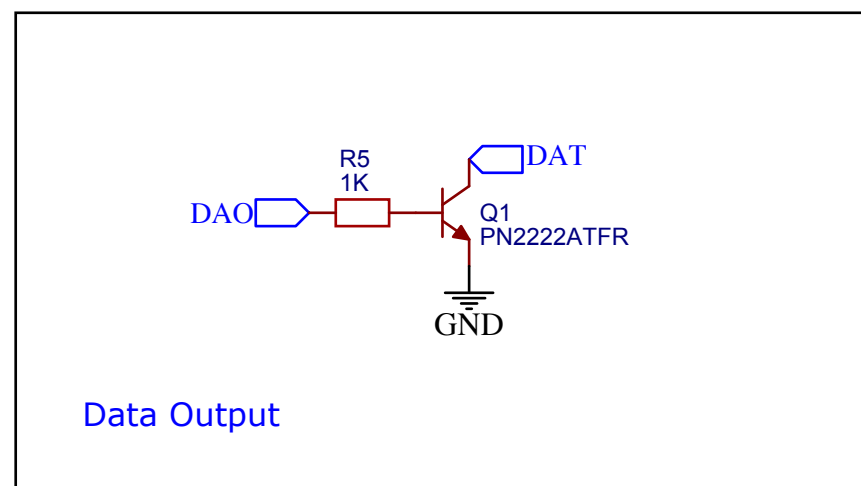 R5
1K
DAT
DAO
Q1
PN2222ATFR
GND
Data Output